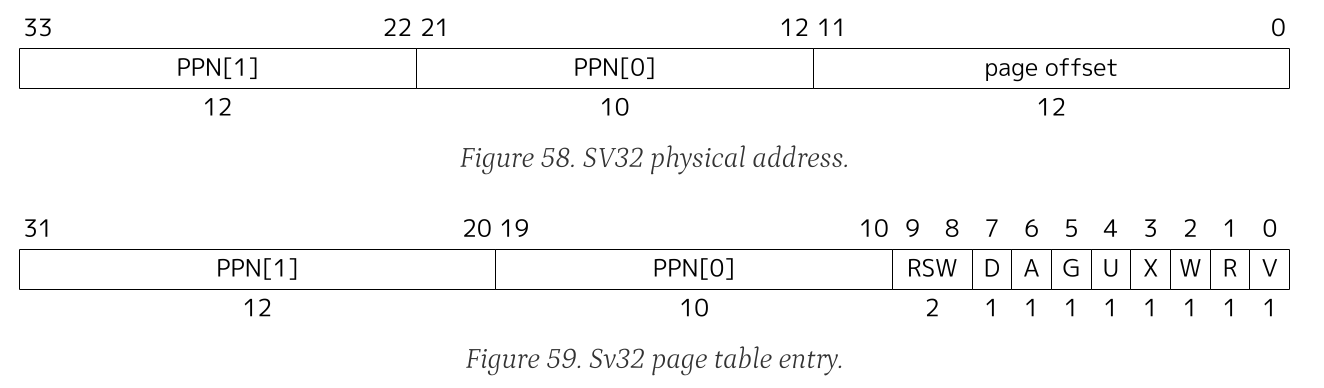 33 22 21 12 11 0
PPN[1] PPN[0] page offset
12 10 12
Figure 58. SV32 physical address.
31 20 19 10 9 8 7 6 5 4 3 2 1 0
PPN[1] PPN[0] RSW D A G U X W R V
12 10 2 1 1 1 1 1 1 1 1
Figure 59. Sv32 page table entry.